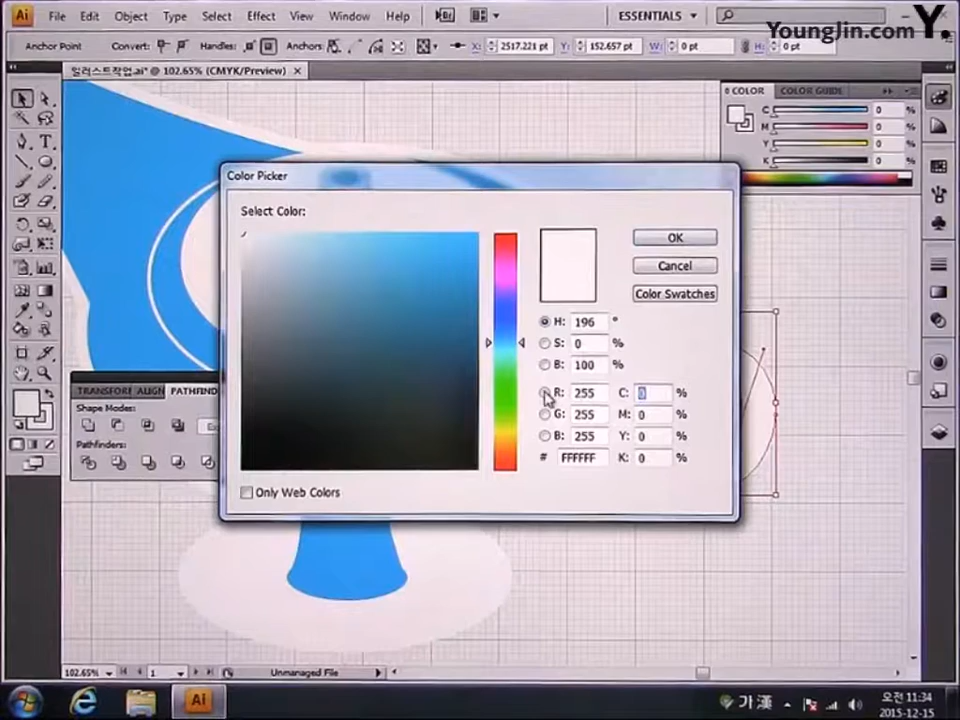 Ai File Edit Object Type Select Effect View Window Help Br ESSENTIALS
YoungJin.com Y.
Anchor Point Convert: Handles: Anchors: X: 2517.221 pt Y: 152.657 pt W: 0 pt H: 0 pt
일러스트작업.ai* @ 102.65% (CMYK/Preview) ×
COLOR COLOR GUIDE
C 0 %
M 0 %
Y 0 %
K 0 %
Color Picker
Select Color:
OK
Cancel
Color Swatches
H: 196 °
S: 0 %
B: 100 %
R: 255 C: 0 %
G: 255 M: 0 %
B: 255 Y: 0 %
# FFFFFF K: 0 %
Only Web Colors
TRANSFORM ALIGN PATHFIND
Shape Modes:
Pathfinders:
102.65% 1 Unmanaged File
Ai 가 漢 오전 11:34
2015-12-15